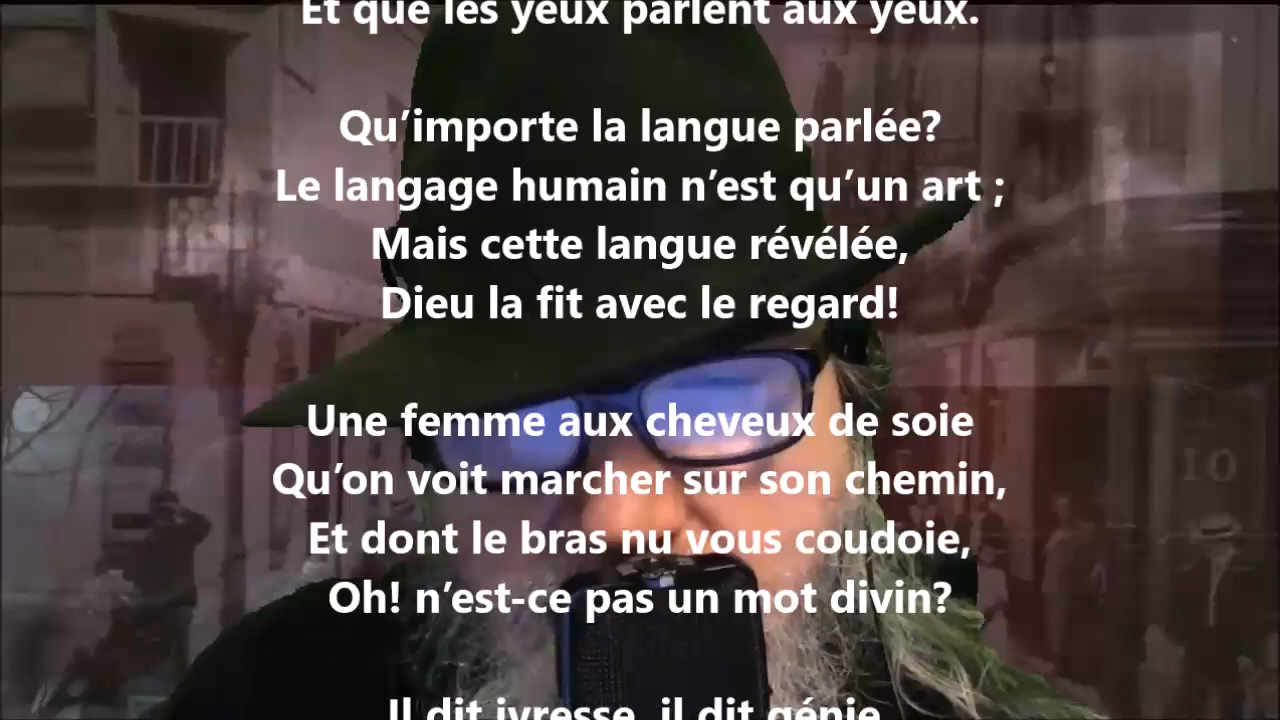 Et que les yeux parlent aux yeux.
Qu’importe la langue parlée?
Le langage humain n’est qu’un art ;
Mais cette langue révélée,
Dieu la fit avec le regard!
Une femme aux cheveux de soie
Qu’on voit marcher sur son chemin,
Et dont le bras nu vous coudoie,
Oh! n’est-ce pas un mot divin?
Il dit ivresse, il dit génie
10